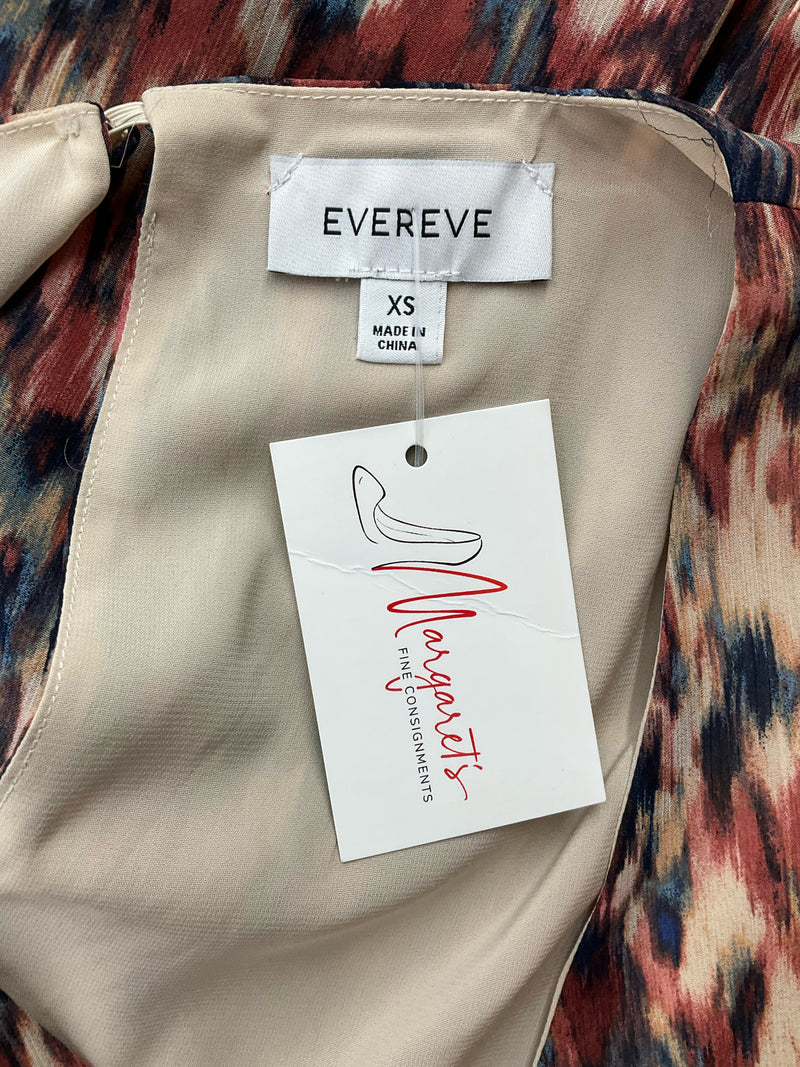 EVEREVE
XS
MADE IN
CHINA
Margaret's
FINE CONSIGNMENTS